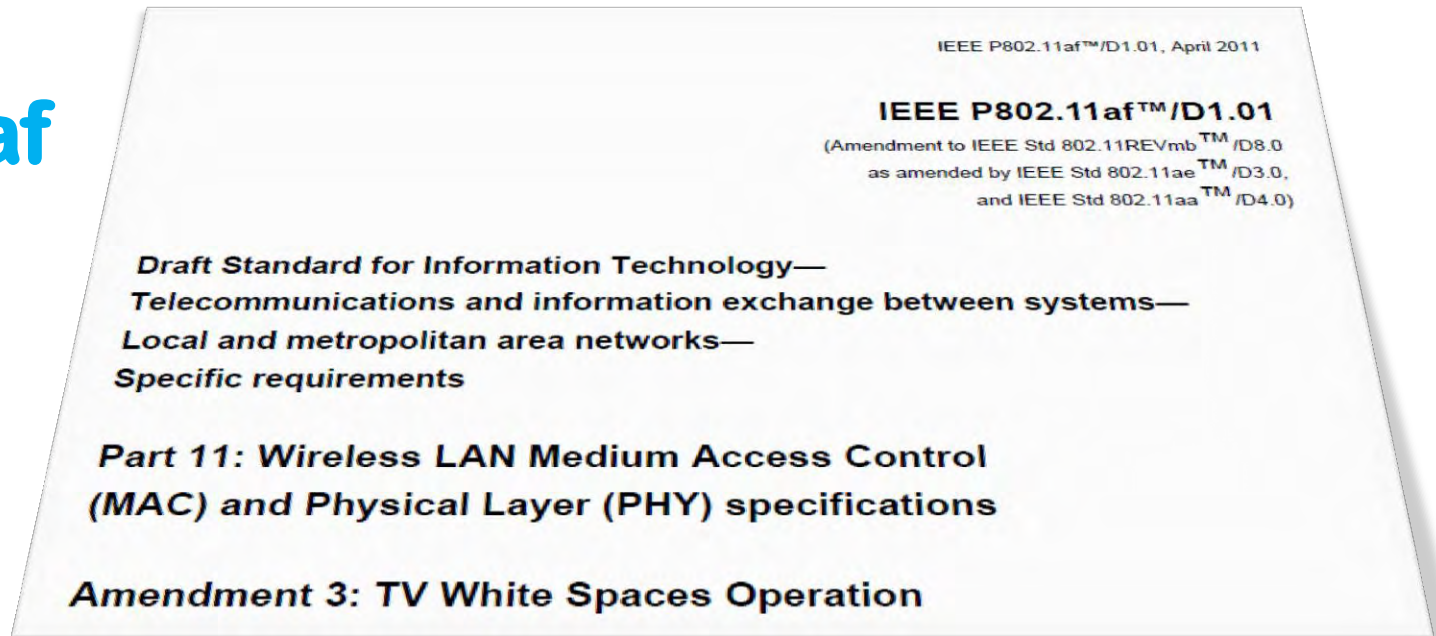 af
IEEE P802.11af™/D1.01, April 2011
IEEE P802.11af™/D1.01
(Amendment to IEEE Std 802.11REVmb™ /D8.0
as amended by IEEE Std 802.11ae™ /D3.0,
and IEEE Std 802.11aa™ /D4.0)
Draft Standard for Information Technology—
Telecommunications and information exchange between systems—
Local and metropolitan area networks—
Specific requirements
Part 11: Wireless LAN Medium Access Control
(MAC) and Physical Layer (PHY) specifications
Amendment 3: TV White Spaces Operation